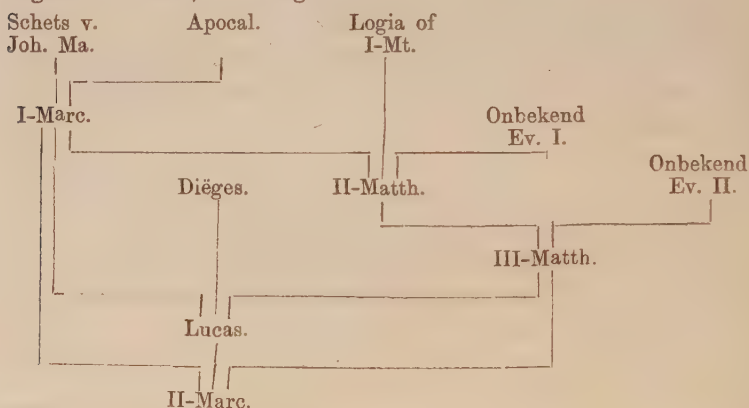 Schets v. Apocal. Logia of
Joh. Ma. I-Mt.
I-Marc. Onbekend
Ev. I.
Onbekend
Diëges. II-Matth. Ev. II.
III-Matth.
Lucas.
II-Marc.